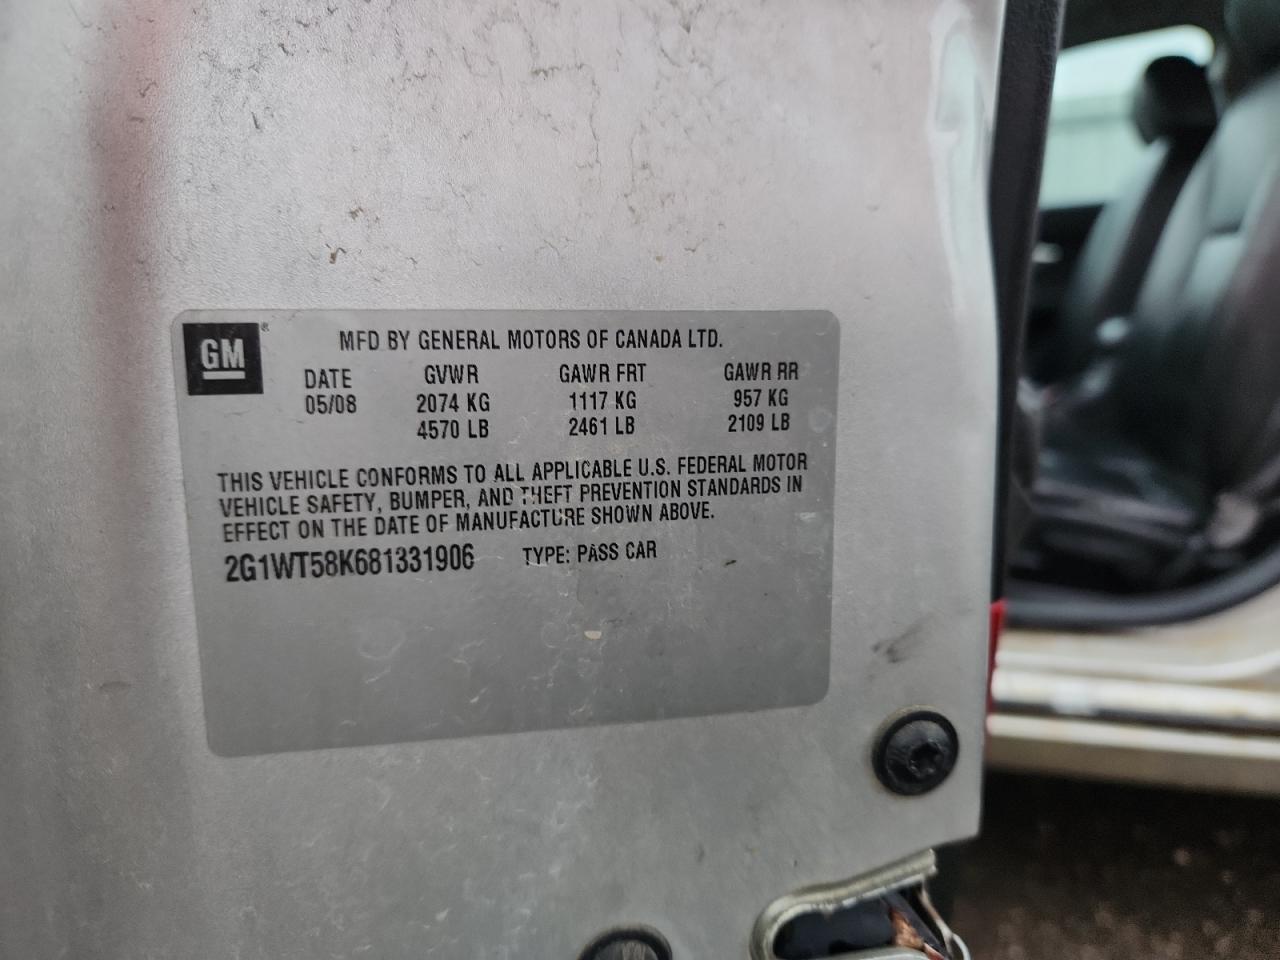 GM®
MFD BY GENERAL MOTORS OF CANADA LTD.
DATE GVWR GAWR FRT GAWR RR
05/08 2074 KG 1117 KG 957 KG
4570 LB 2461 LB 2109 LB
THIS VEHICLE CONFORMS TO ALL APPLICABLE U.S. FEDERAL MOTOR
VEHICLE SAFETY, BUMPER, AND THEFT PREVENTION STANDARDS IN
EFFECT ON THE DATE OF MANUFACTURE SHOWN ABOVE.
2G1WT58K681331906 TYPE: PASS CAR